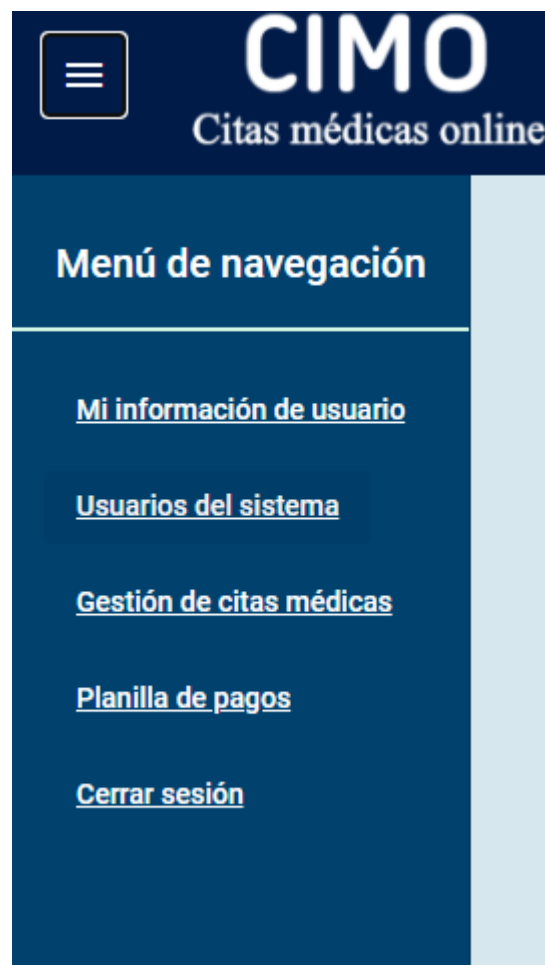 CIMO
Citas médicas online
Menú de navegación
Mi información de usuario
Usuarios del sistema
Gestión de citas médicas
Planilla de pagos
Cerrar sesión